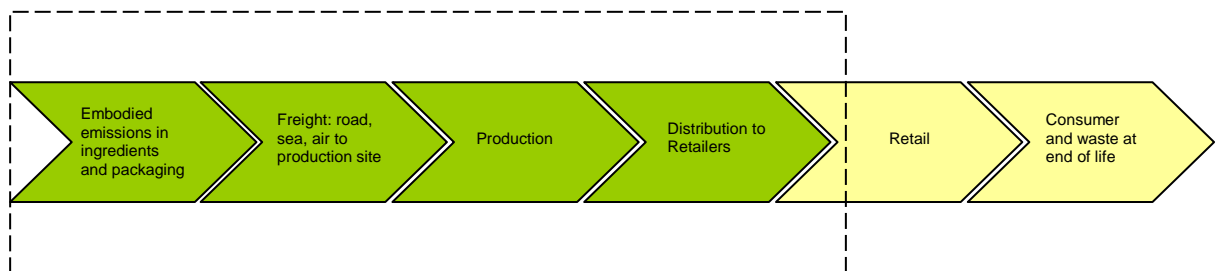 Embodied
emissions in
ingredients
and packaging
Freight: road,
sea, air to
production site
Production
Distribution to
Retailers
Retail
Consumer
and waste at
end of life